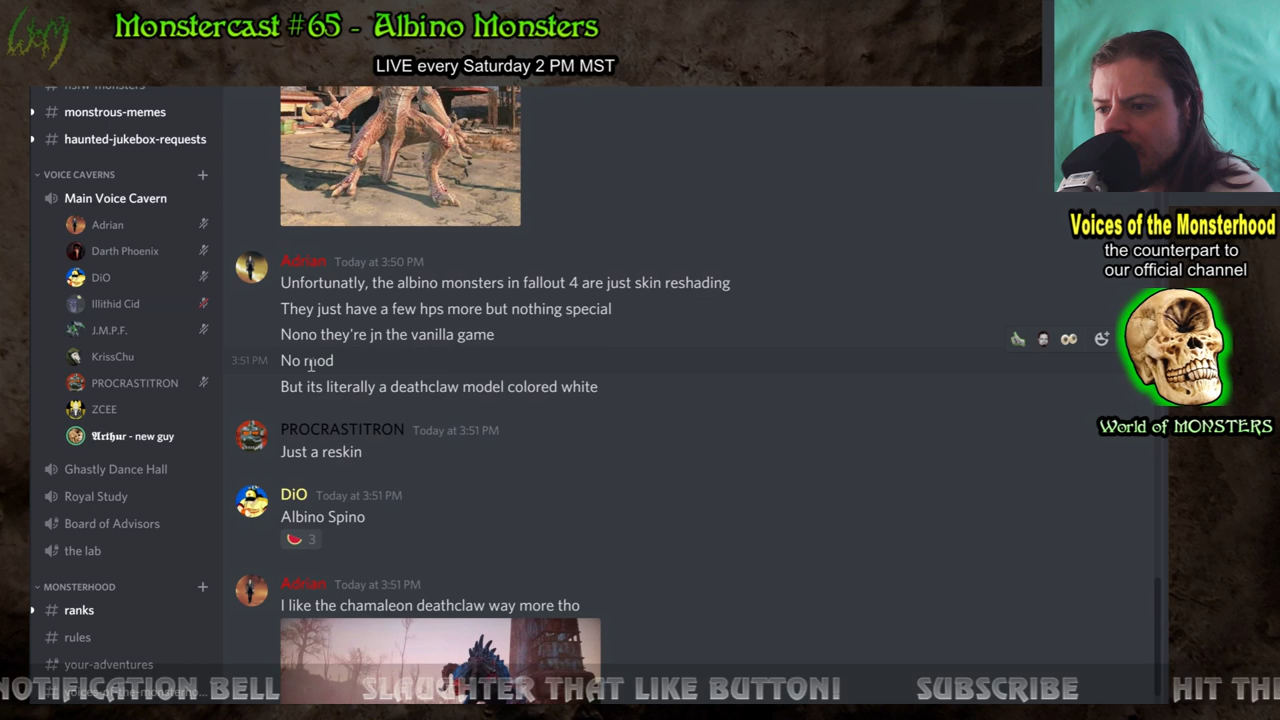 Monstercast #65 - Albino Monsters
LIVE every Saturday 2 PM MST
WoM
monstrous-memes
haunted-jukebox-requests
VOICE CAVERNS
Main Voice Cavern
Adrian
Darth Phoenix
DiO
Illithid Cid
J.M.P.F.
KrissChu
PROCRASTITRON
ZCEE
𝕬𝖗𝖙𝖍𝖚𝖗 - new guy
Ghastly Dance Hall
Royal Study
Board of Advisors
the lab
MONSTERHOOD
ranks
rules
your-adventures
Adrian Today at 3:50 PM
Unfortunatly, the albino monsters in fallout 4 are just skin reshading
They just have a few hps more but nothing special
Nono they're jn the vanilla game
3:51 PM No mod
But its literally a deathclaw model colored white
PROCRASTITRON Today at 3:51 PM
Just a reskin
DiO Today at 3:51 PM
Albino Spino
3
Adrian Today at 3:51 PM
I like the chamaleon deathclaw way more tho
Voices of the Monsterhood
the counterpart to
our official channel
World of MONSTERS
NOTIFICATION BELL SLAUGHTER THAT LIKE BUTTON! SUBSCRIBE HIT THE